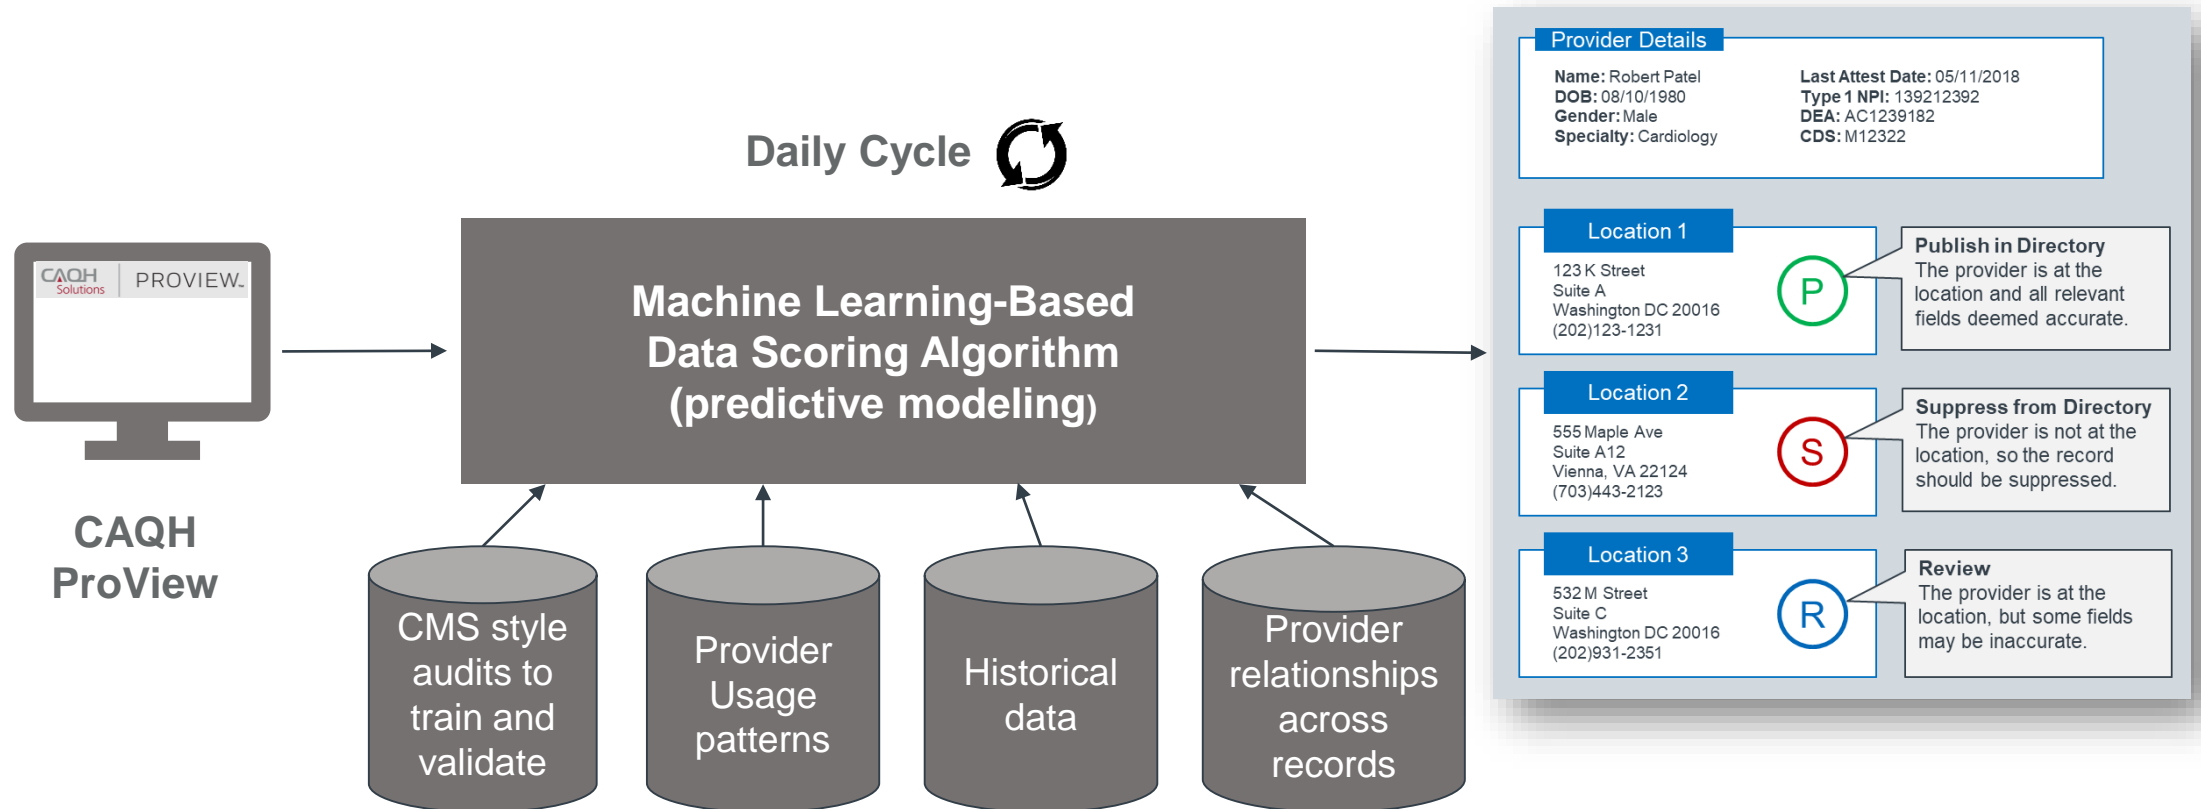 Daily Cycle
CAQH
Solutions
PROVIEW™
CAQH
ProView
Machine Learning-Based
Data Scoring Algorithm
(predictive modeling)
CMS style
audits to
train and
validate
Provider
Usage
patterns
Historical
data
Provider
relationships
across
records
Provider Details
Name: Robert Patel
DOB: 08/10/1980
Gender: Male
Specialty: Cardiology
Last Attest Date: 05/11/2018
Type 1 NPI: 139212392
DEA: AC1239182
CDS: M12322
Location 1
123 K Street
Suite A
Washington DC 20016
(202)123-1231
P
Publish in Directory
The provider is at the
location and all relevant
fields deemed accurate.
Location 2
555 Maple Ave
Suite A12
Vienna, VA 22124
(703)443-2123
S
Suppress from Directory
The provider is not at the
location, so the record
should be suppressed.
Location 3
532 M Street
Suite C
Washington DC 20016
(202)931-2351
R
Review
The provider is at the
location, but some fields
may be inaccurate.